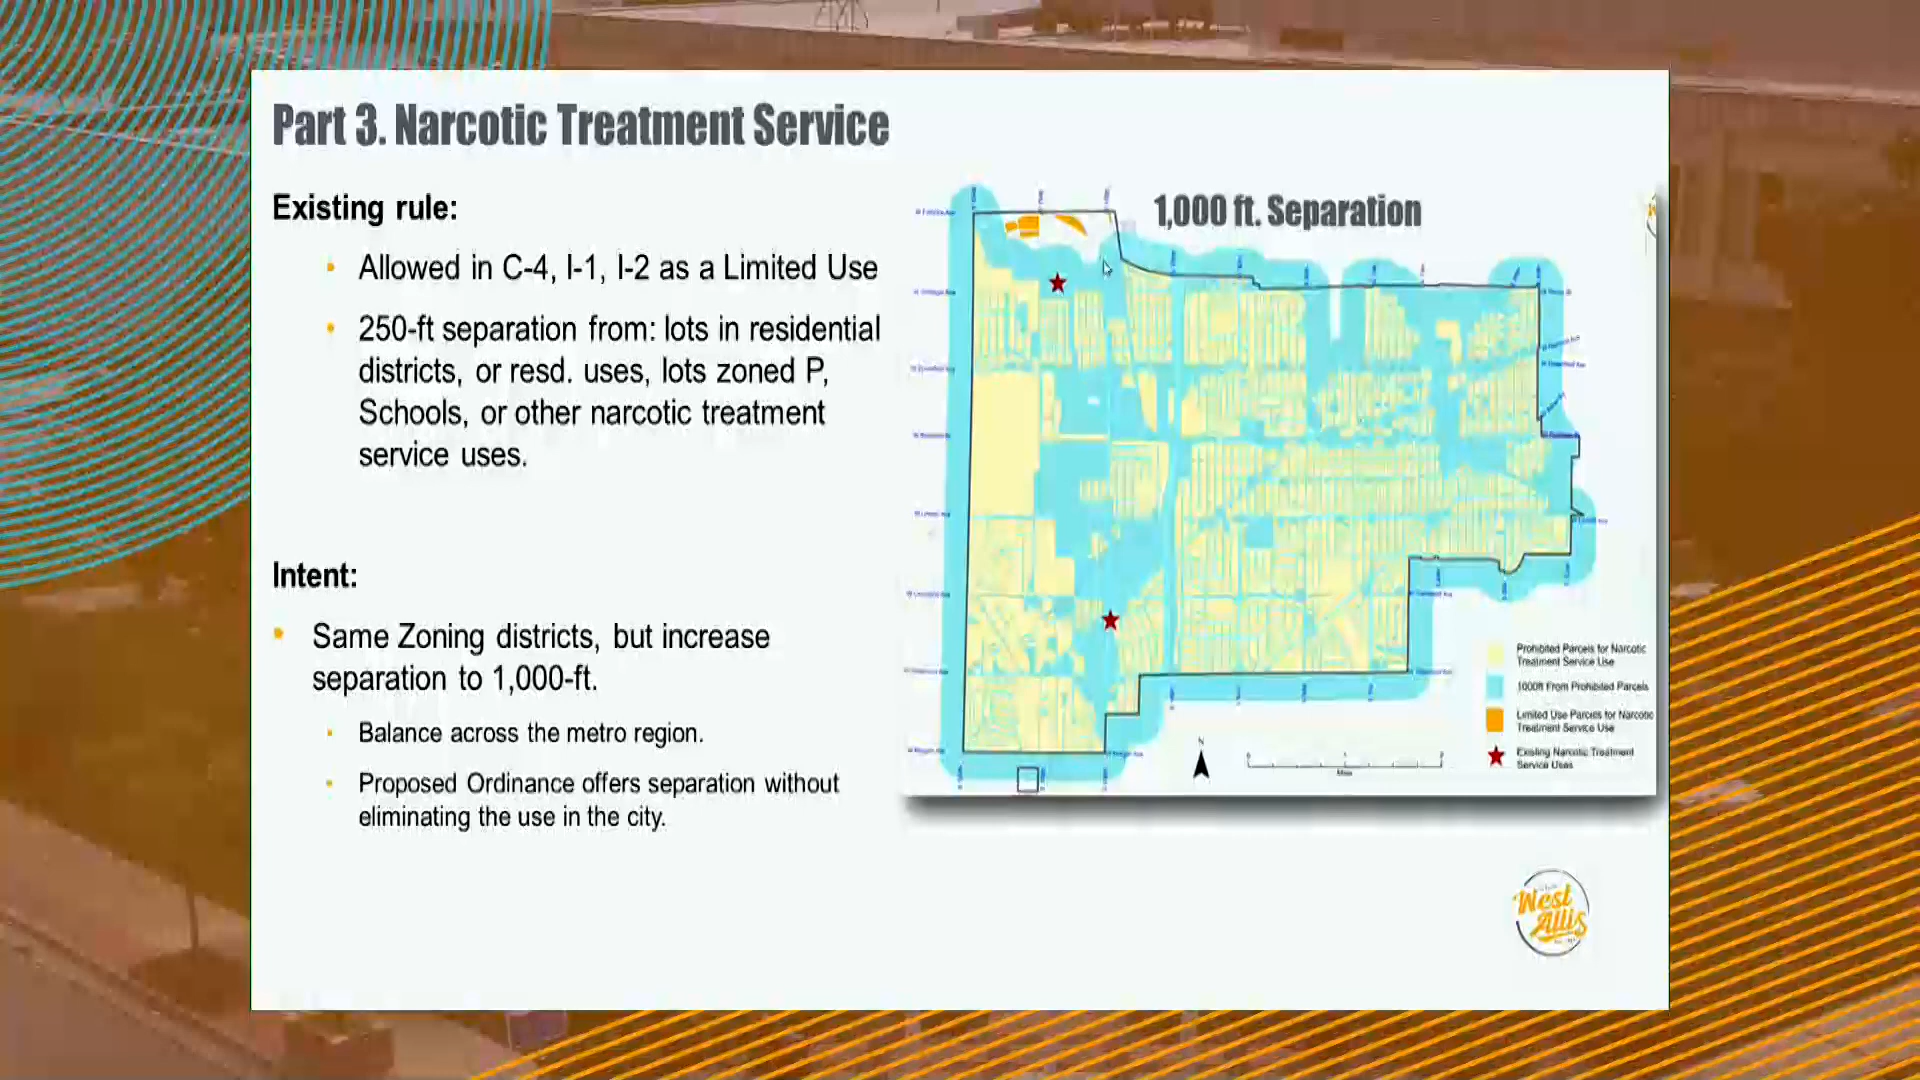 Part 3. Narcotic Treatment Service
Existing rule:
Allowed in C-4, I-1, I-2 as a Limited Use
250-ft separation from: lots in residential
districts, or resd. uses, lots zoned P,
Schools, or other narcotic treatment
service uses.
Intent:
Same Zoning districts, but increase
separation to 1,000-ft.
Balance across the metro region.
Proposed Ordinance offers separation without
eliminating the use in the city.
1,000 ft. Separation
Prohibited Parcels for Narcotic
Treatment Service Use
1000ft From Prohibited Parcels
Limited Use Parcels for Narcotic
Treatment Service Use
Existing Narcotic Treatment
Service Uses
N
Miles
West
Allis